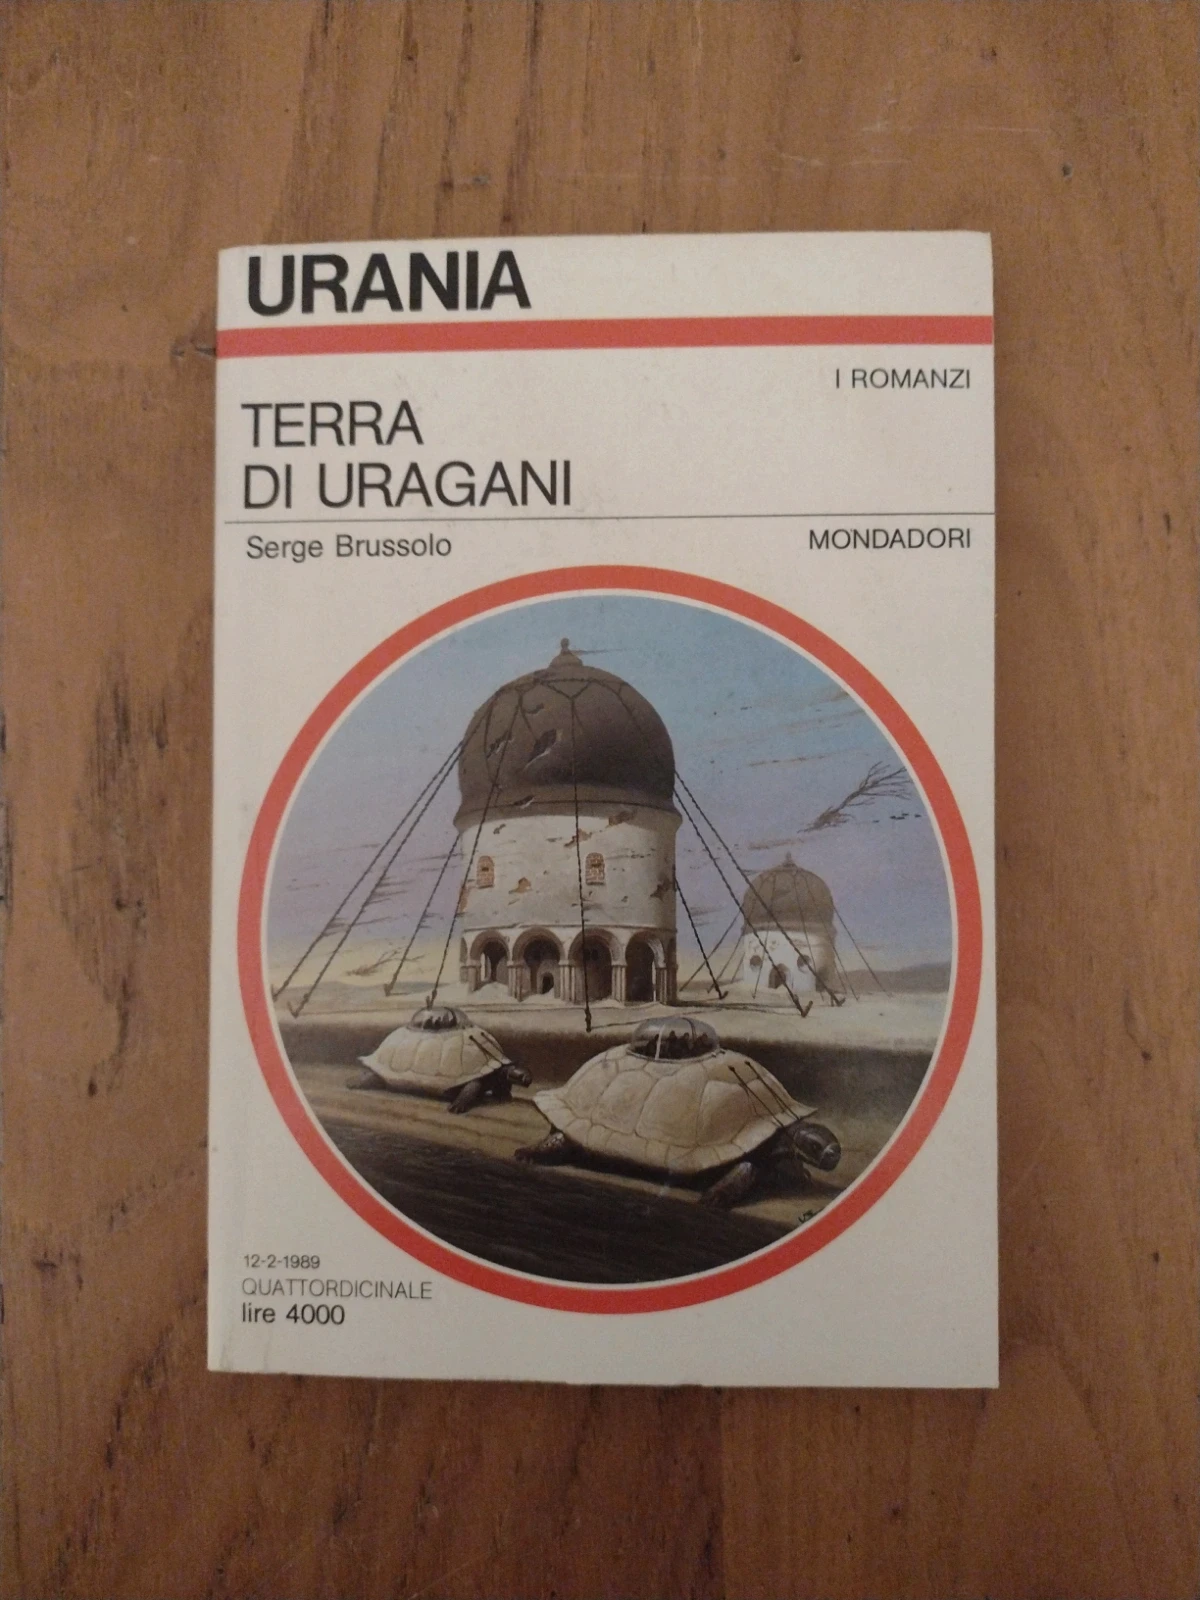 URANIA
I ROMANZI
TERRA
DI URAGANI
Serge Brussolo
MONDADORI
12-2-1989
QUATTORDICINALE
lire 4000